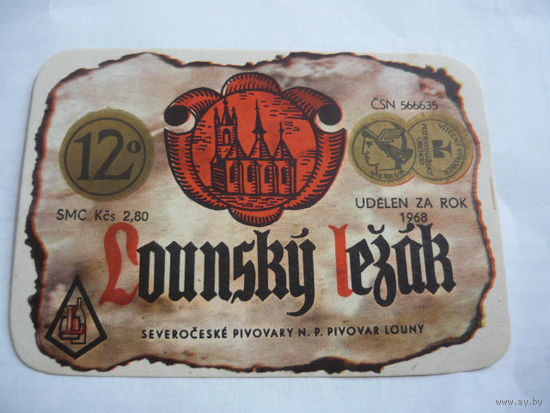 ČSN 566635
12°
MERKUR
SMC Kčs 2,80
UDĚLEN ZA ROK
1968
Lounský ležák
SEVEROČESKÉ PIVOVARY N. P. PIVOVAR LOUNY
www.ay.by